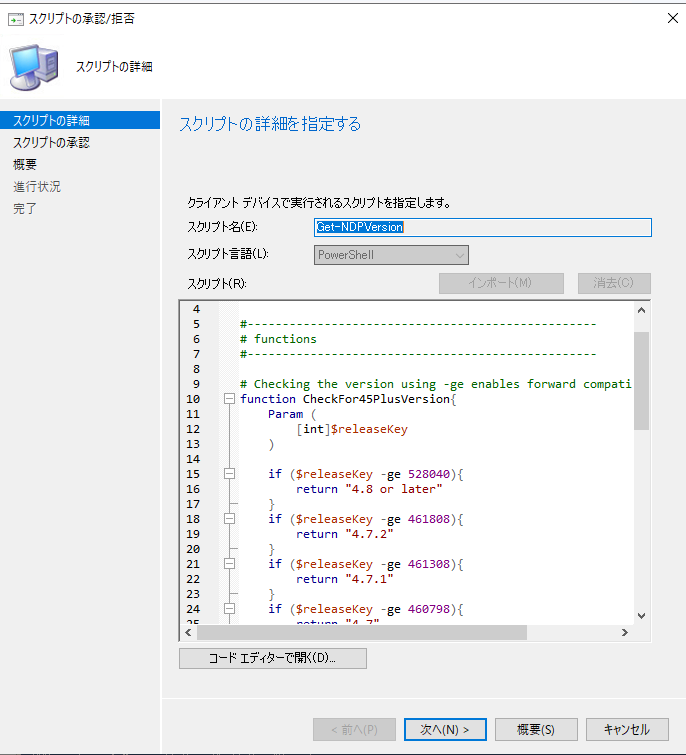 スクリプトの承認/拒否
スクリプトの詳細
スクリプトの詳細
スクリプトの承認
概要
進行状況
完了
スクリプトの詳細を指定する
クライアント デバイスで実行されるスクリプトを指定します。
スクリプト名(E):
Get-NDPVersion
スクリプト言語(L):
PowerShell
スクリプト(R):
インポート(M)
消去(C)
4
5 #--------------------------------------------------
6 # functions
7 #--------------------------------------------------
8
9 # Checking the version using -ge enables forward compati
10 function CheckFor45PlusVersion{
11 Param (
12 [int]$releaseKey
13 )
14
15 if ($releaseKey -ge 528040){
16 return "4.8 or later"
17 }
18 if ($releaseKey -ge 461808){
19 return "4.7.2"
20 }
21 if ($releaseKey -ge 461308){
22 return "4.7.1"
23 }
24 if ($releaseKey -ge 460798){
25 return "4.7"
コード エディターで開く(D)...
< 前へ(P)
次へ(N) >
概要(S)
キャンセル